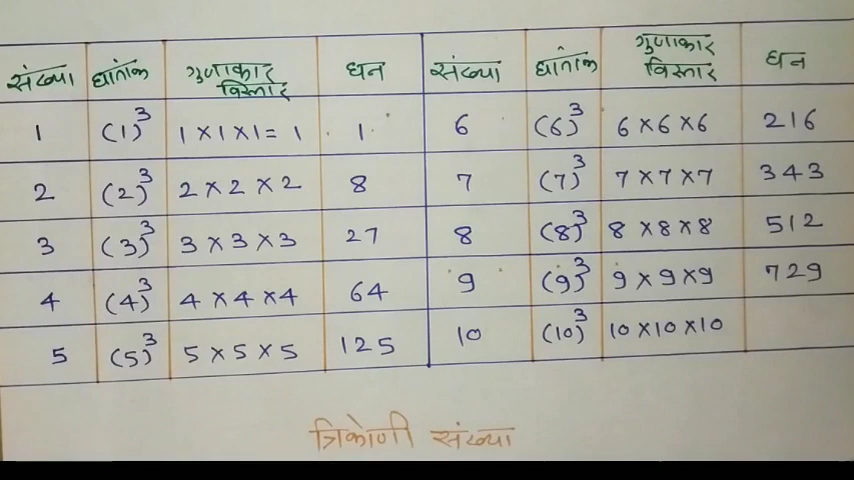 संख्या घातांक गुणाकार विस्तार घन संख्या घातांक गुणाकार विस्तार घन
1 (1)³ 1×1×1= 1 1 6 (6)³ 6×6×6 216
2 (2)³ 2×2×2 8 7 (7)³ 7×7×7 343
3 (3)³ 3×3×3 27 8 (8)³ 8×8×8 512
4 (4)³ 4×4×4 64 9 (9)³ 9×9×9 729
5 (5)³ 5×5×5 125 10 (10)³ 10×10×10
त्रिकोणी संख्या